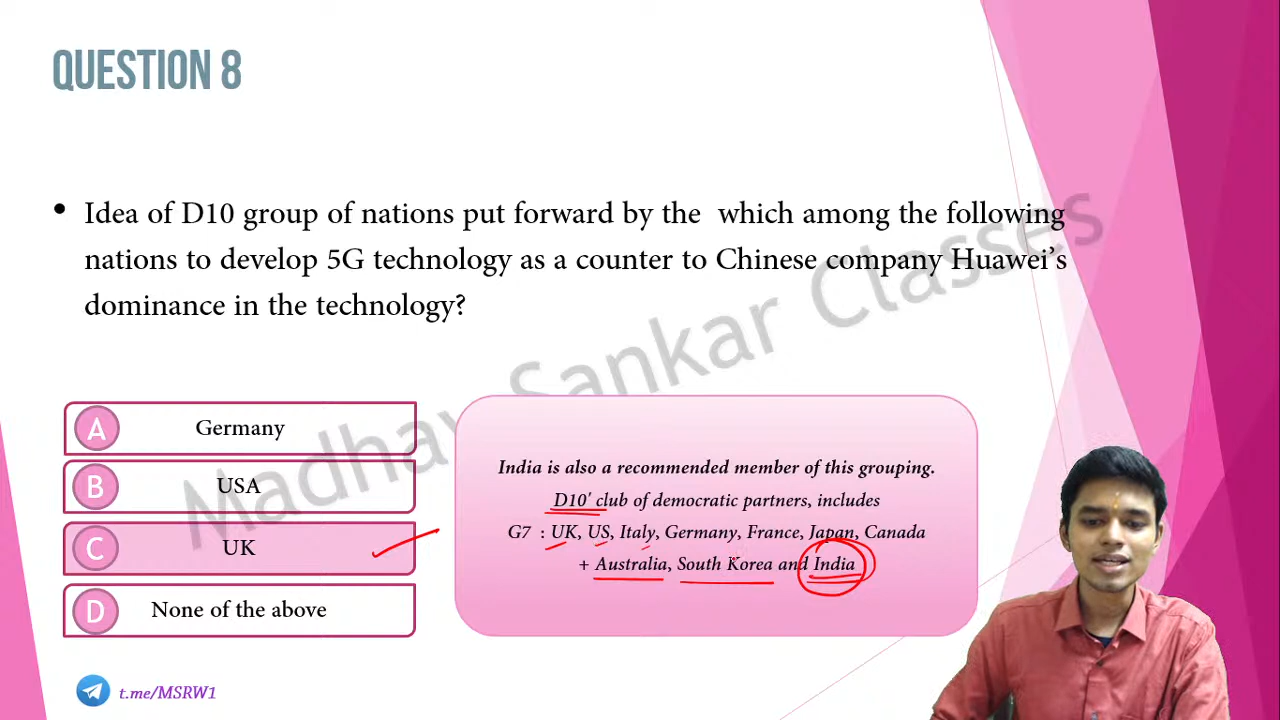 QUESTION 8
• Idea of D10 group of nations put forward by the which among the following
nations to develop 5G technology as a counter to Chinese company Huawei's
dominance in the technology?
Madhav Sankar Classes
A Germany
B USA
C UK
D None of the above
India is also a recommended member of this grouping.
D10' club of democratic partners, includes
G7 : UK, US, Italy, Germany, France, Japan, Canada
+ Australia, South Korea and India
t.me/MSRW1